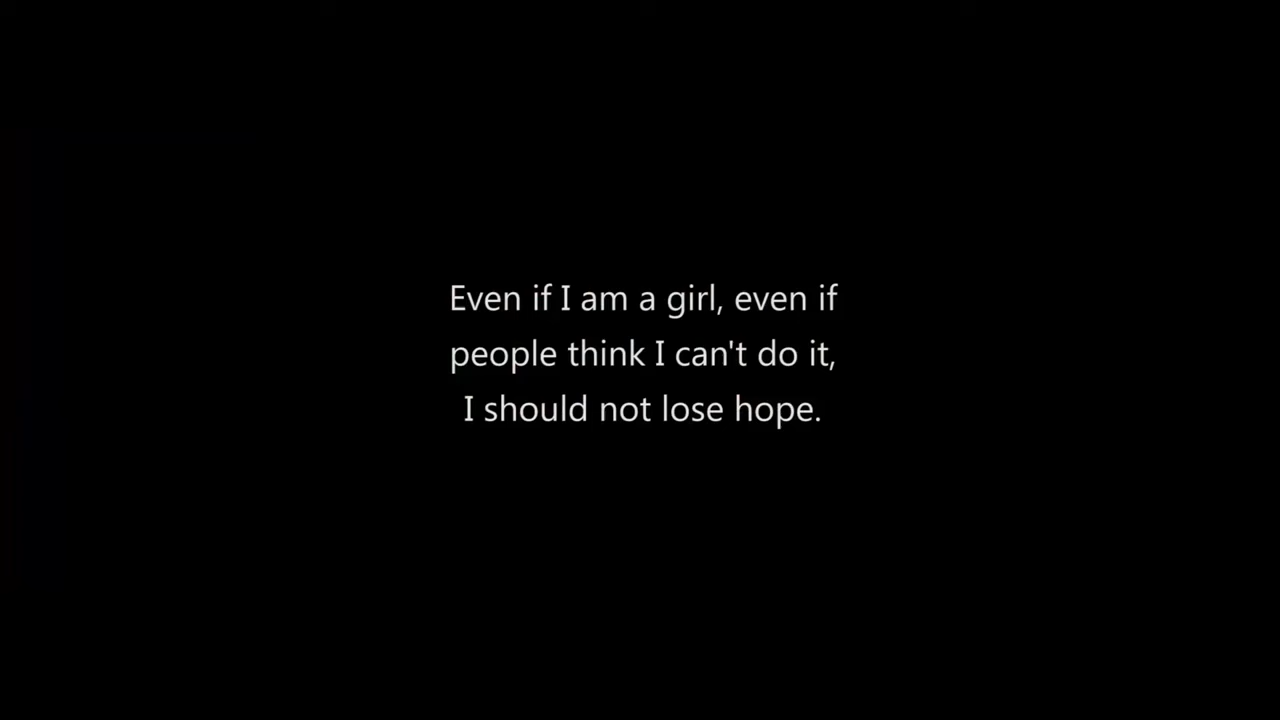 Even if I am a girl, even if
people think I can't do it,
I should not lose hope.